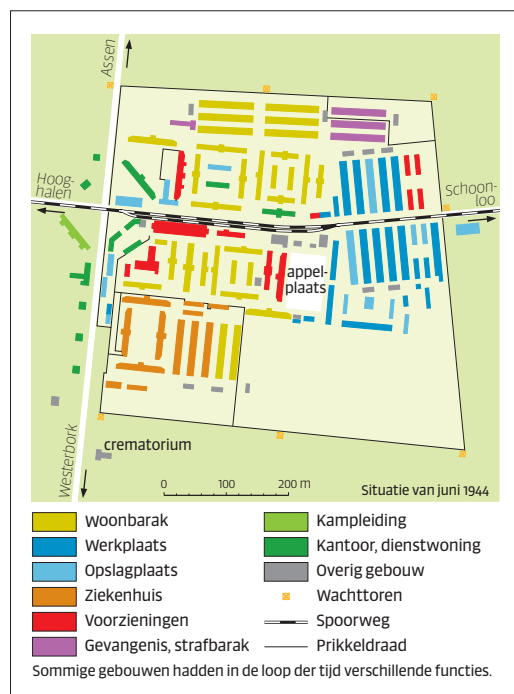 Assen
Hoog-
halen
Schoon-
loo
appel-
plaats
Westerbork
crematorium
0 100 200 m
Situatie van juni 1944
Woonbarak
Werkplaats
Opslagplaats
Ziekenhuis
Voorzieningen
Gevangenis, strafbarak
Kampleiding
Kantoor, dienstwoning
Overig gebouw
Wachttoren
Spoorweg
Prikkeldraad
Sommige gebouwen hadden in de loop der tijd verschillende functies.